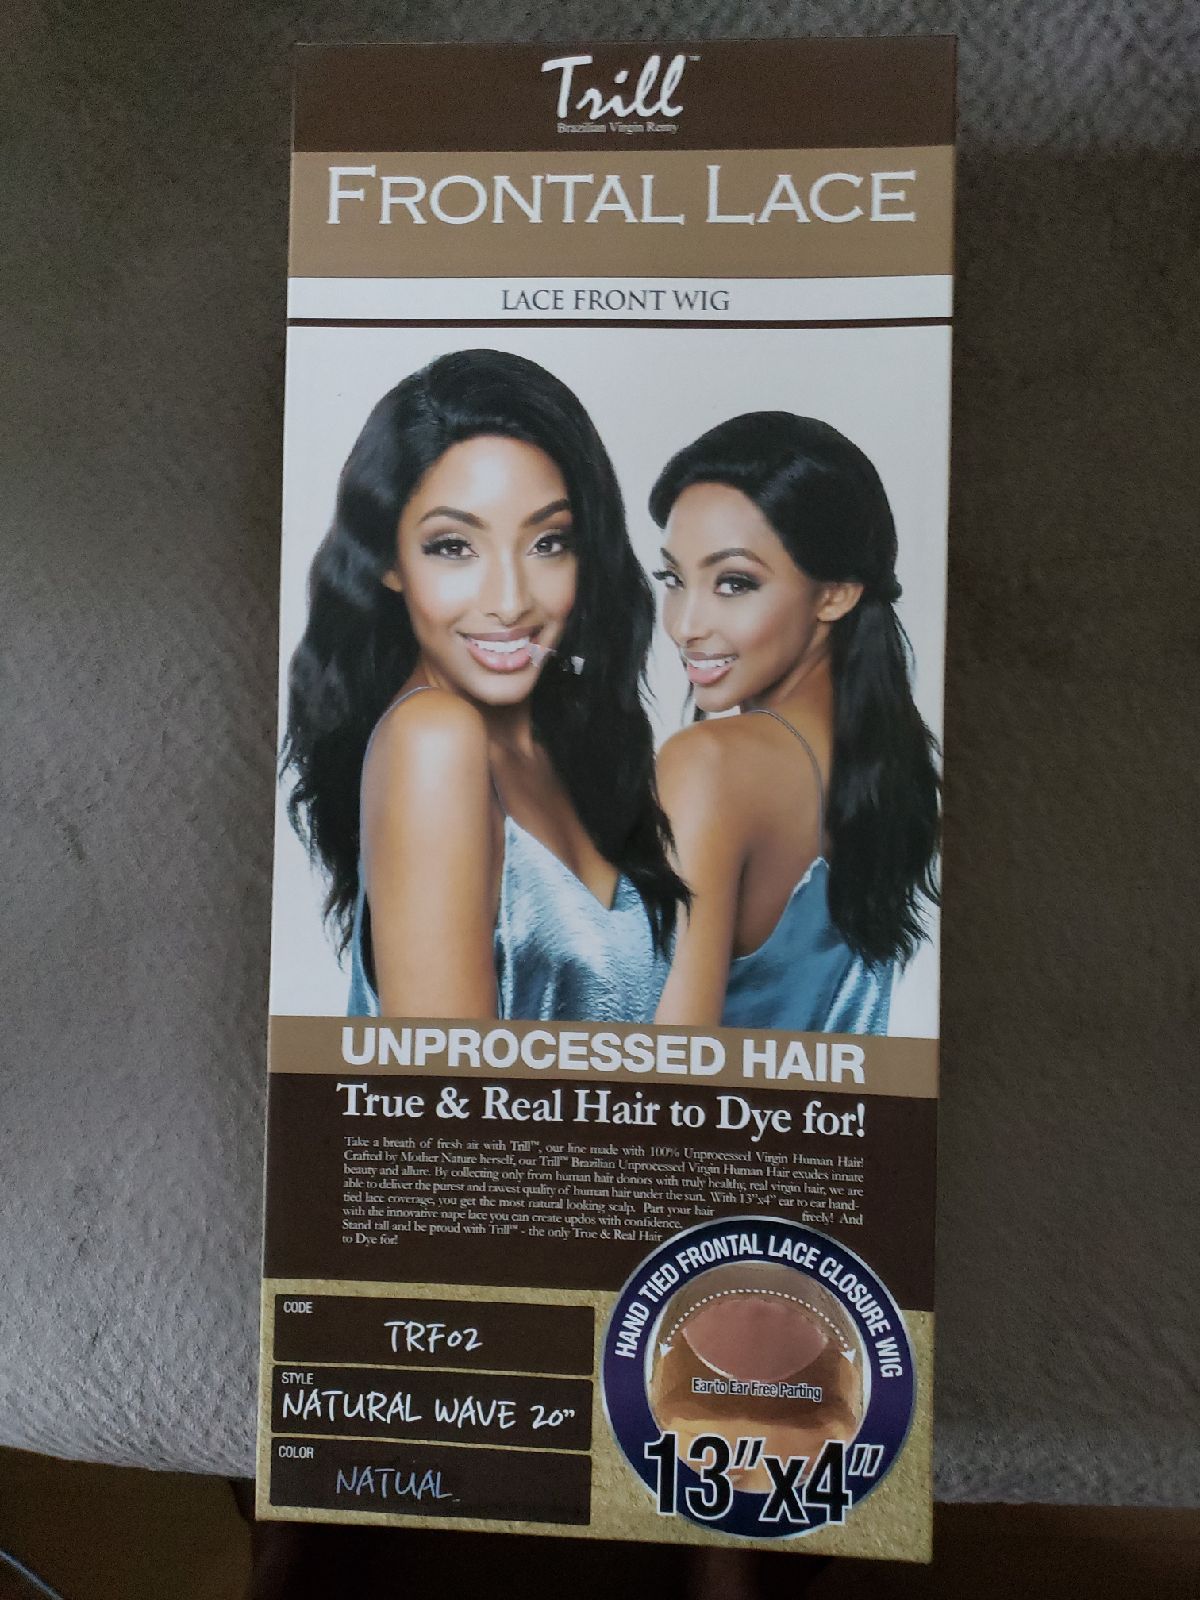 Trill™
Brazilian Virgin Remy
FRONTAL LACE
LACE FRONT WIG
UNPROCESSED HAIR
True & Real Hair to Dye for!
Take a breath of fresh air with Trill™, our line made with 100% Unprocessed Virgin Human Hair!
Crafted by Mother Nature herself, our Trill™ Brazilian Unprocessed Virgin Human Hair exudes innate
beauty and allure. By collecting only from human hair donors with truly healthy, real virgin hair, we are
able to deliver the purest and rawest quality of human hair under the sun. With 13"x4" ear to ear hand-
tied lace coverage, you get the most natural looking scalp. Part your hair freely! And
with the innovative nape lace you can create updos with confidence.
Stand tall and be proud with Trill™ - the only True & Real Hair
to Dye for!
HAND TIED FRONTAL LACE CLOSURE WIG
Ear to Ear Free Parting
13"x4"
CODE
TRF02
STYLE
NATURAL WAVE 20"
COLOR
NATUAL